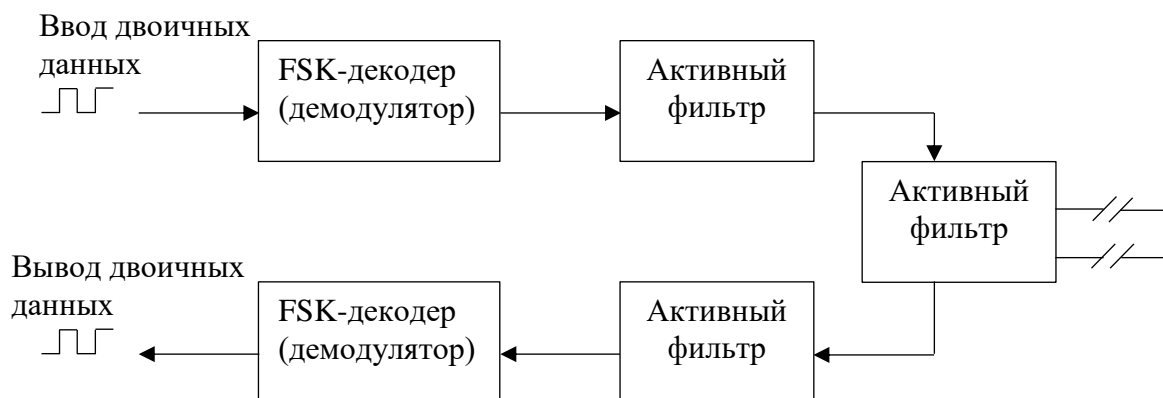 Ввод двоичных
данных
FSK-декодер
(демодулятор)
Активный
фильтр
Активный
фильтр
Вывод двоичных
данных
FSK-декодер
(демодулятор)
Активный
фильтр